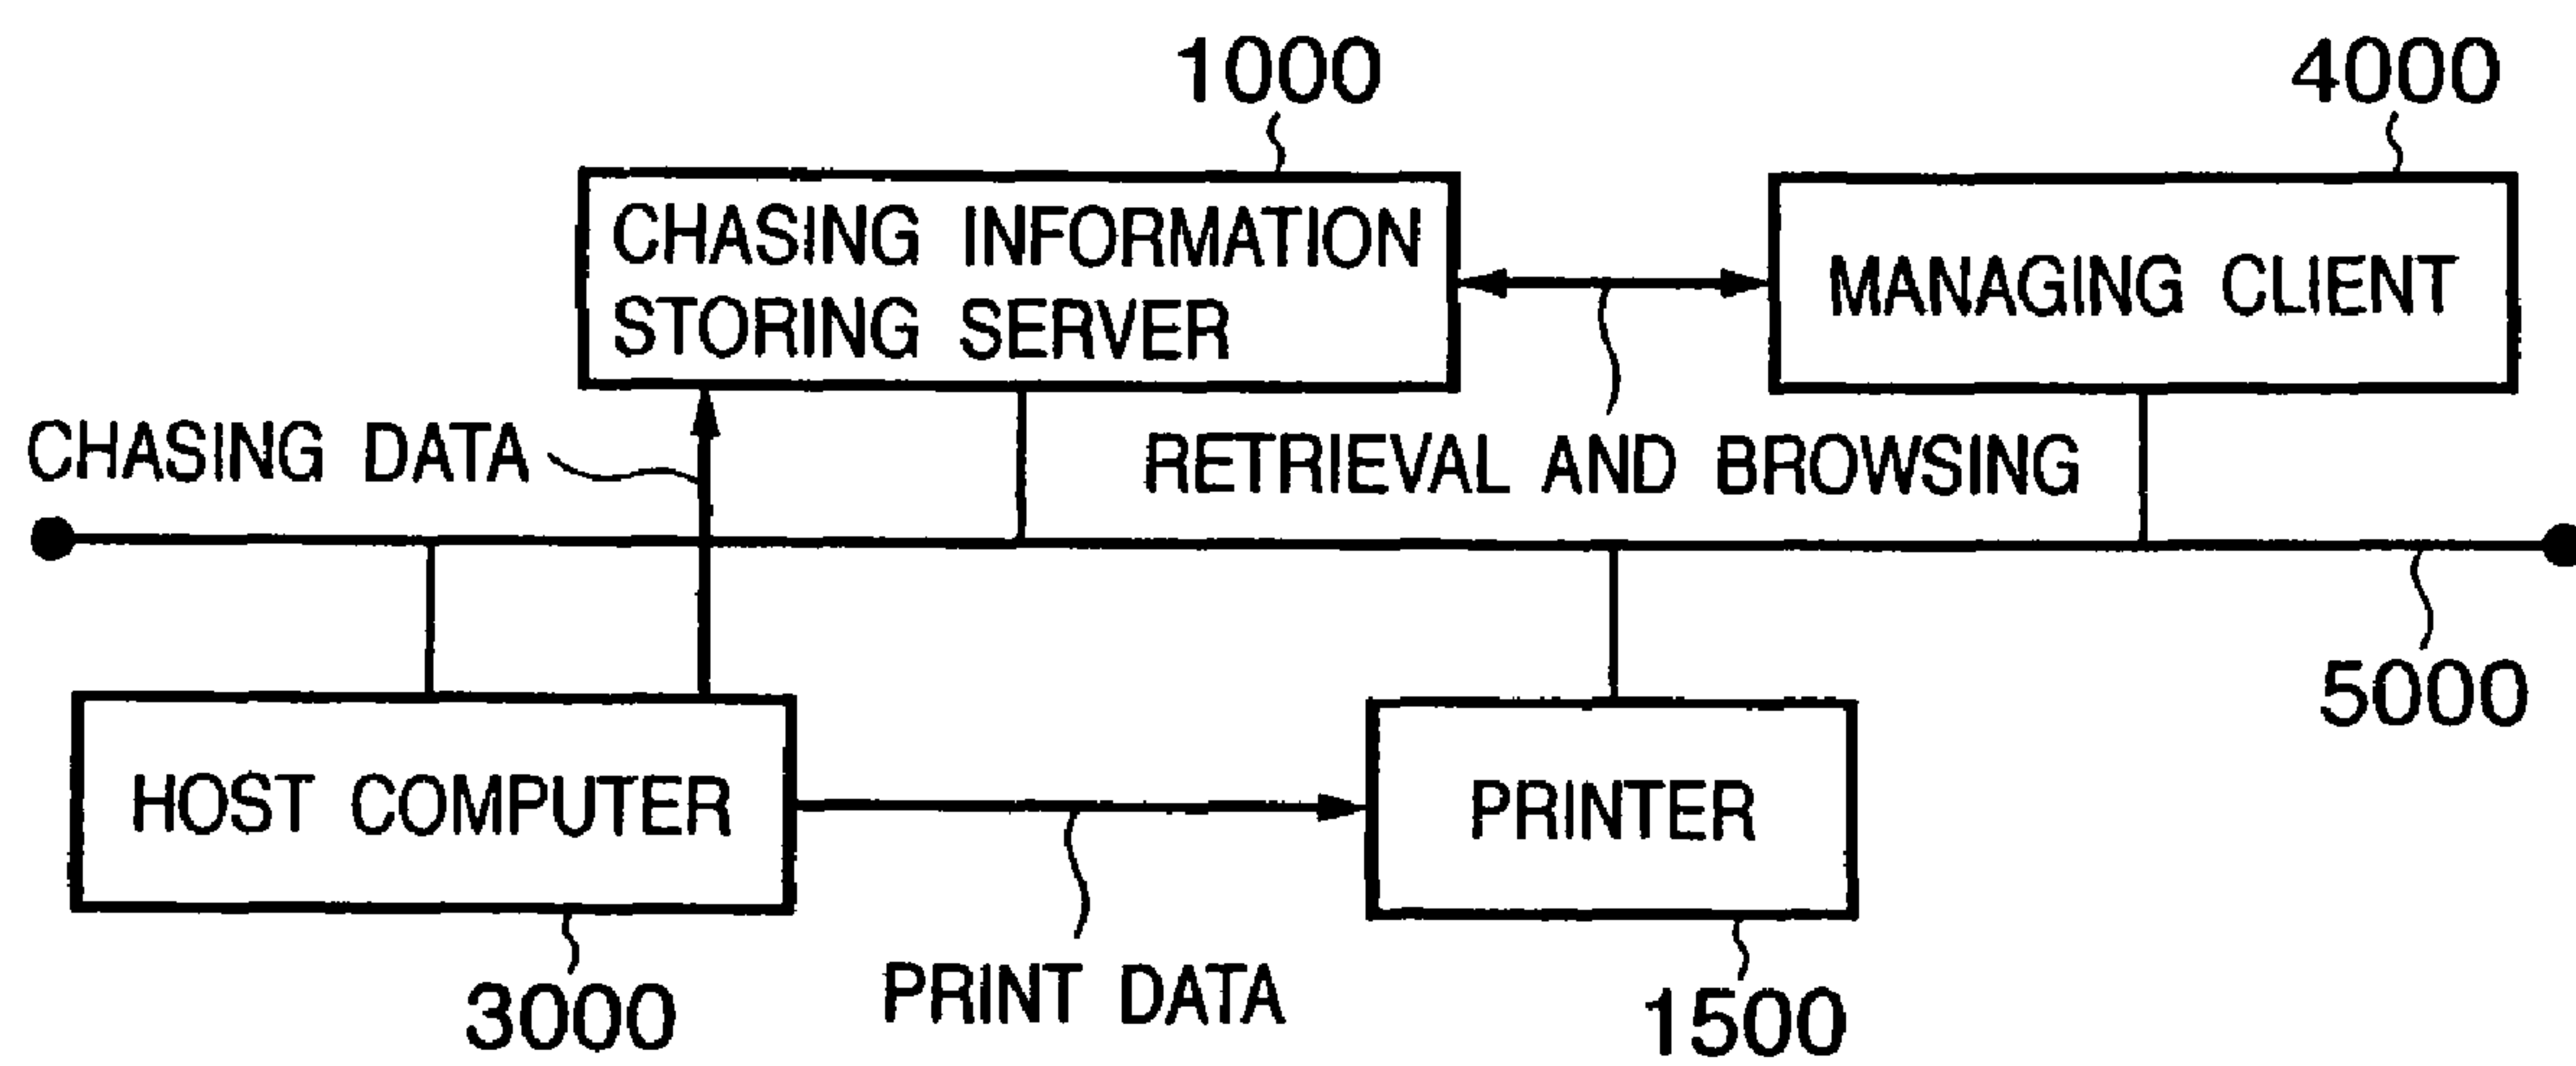 1000
4000
CHASING INFORMATION
STORING SERVER
MANAGING CLIENT
CHASING DATA
RETRIEVAL AND BROWSING
5000
HOST COMPUTER
PRINTER
PRINT DATA
3000
1500